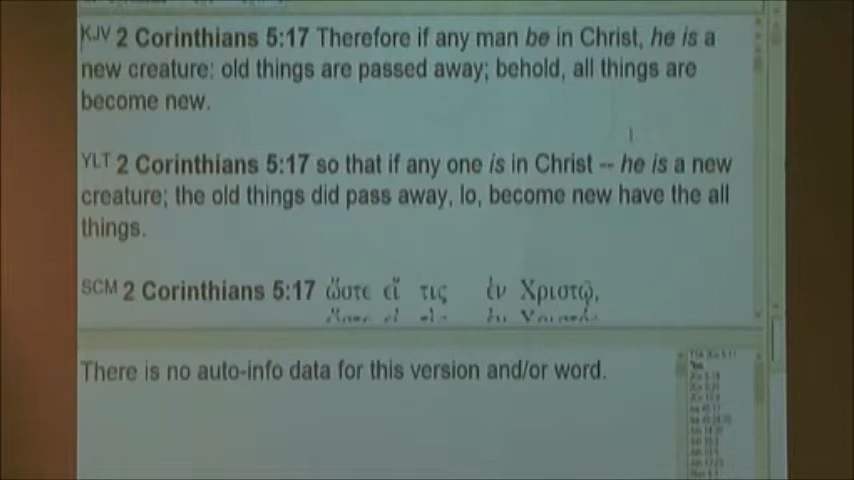 KJV 2 Corinthians 5:17 Therefore if any man be in Christ, he is a
new creature: old things are passed away; behold, all things are
become new.
YLT 2 Corinthians 5:17 so that if any one is in Christ -- he is a new
creature; the old things did pass away, lo, become new have the all
things.
SCM 2 Corinthians 5:17 ὥστε εἴ τις ἐν Χριστῷ,
There is no auto-info data for this version and/or word.